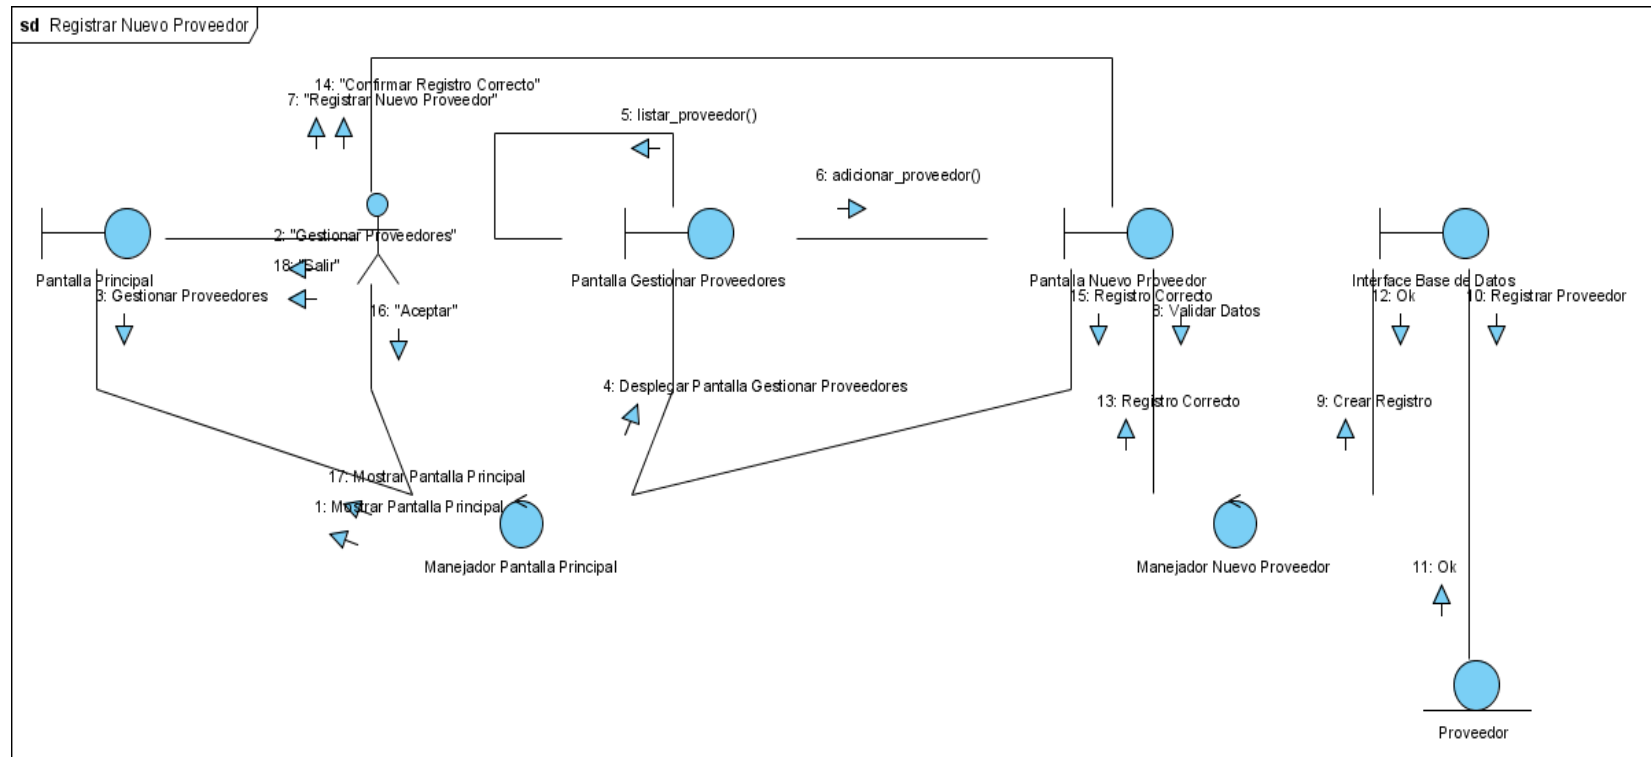 sd Registrar Nuevo Proveedor
14: "Confirmar Registro Correcto"
7: "Registrar Nuevo Proveedor"
5: listar_proveedor()
6: adicionar_proveedor()
2: "Gestionar Proveedores"
18: "Salir"
Pantalla Principal
Pantalla Gestionar Proveedores
Pantalla Nuevo Proveedor
Interface Base de Datos
3: Gestionar Proveedores
15: Registro Correcto
12: Ok
10: Registrar Proveedor
16: "Aceptar"
8: Validar Datos
4: Desplegar Pantalla Gestionar Proveedores
13: Registro Correcto
9: Crear Registro
17: Mostrar Pantalla Principal
1: Mostrar Pantalla Principal
Manejador Pantalla Principal
Manejador Nuevo Proveedor
11: Ok
Proveedor